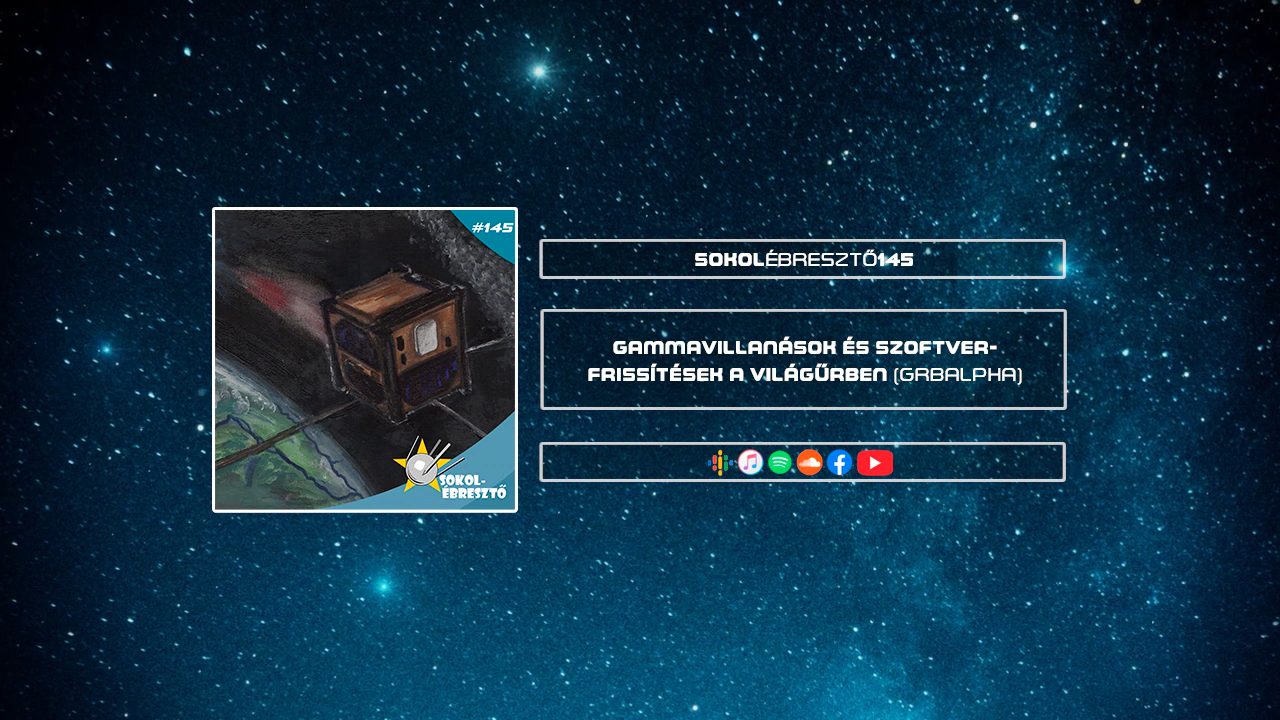 #145
SOKOL-
ÉBRESZTŐ
SOKOLÉBRESZTŐ145
GAMMAVILLANÁSOK ÉS SZOFTVER-
FRISSÍTÉSEK A VILÁGŰRBEN (GRBALPHA)